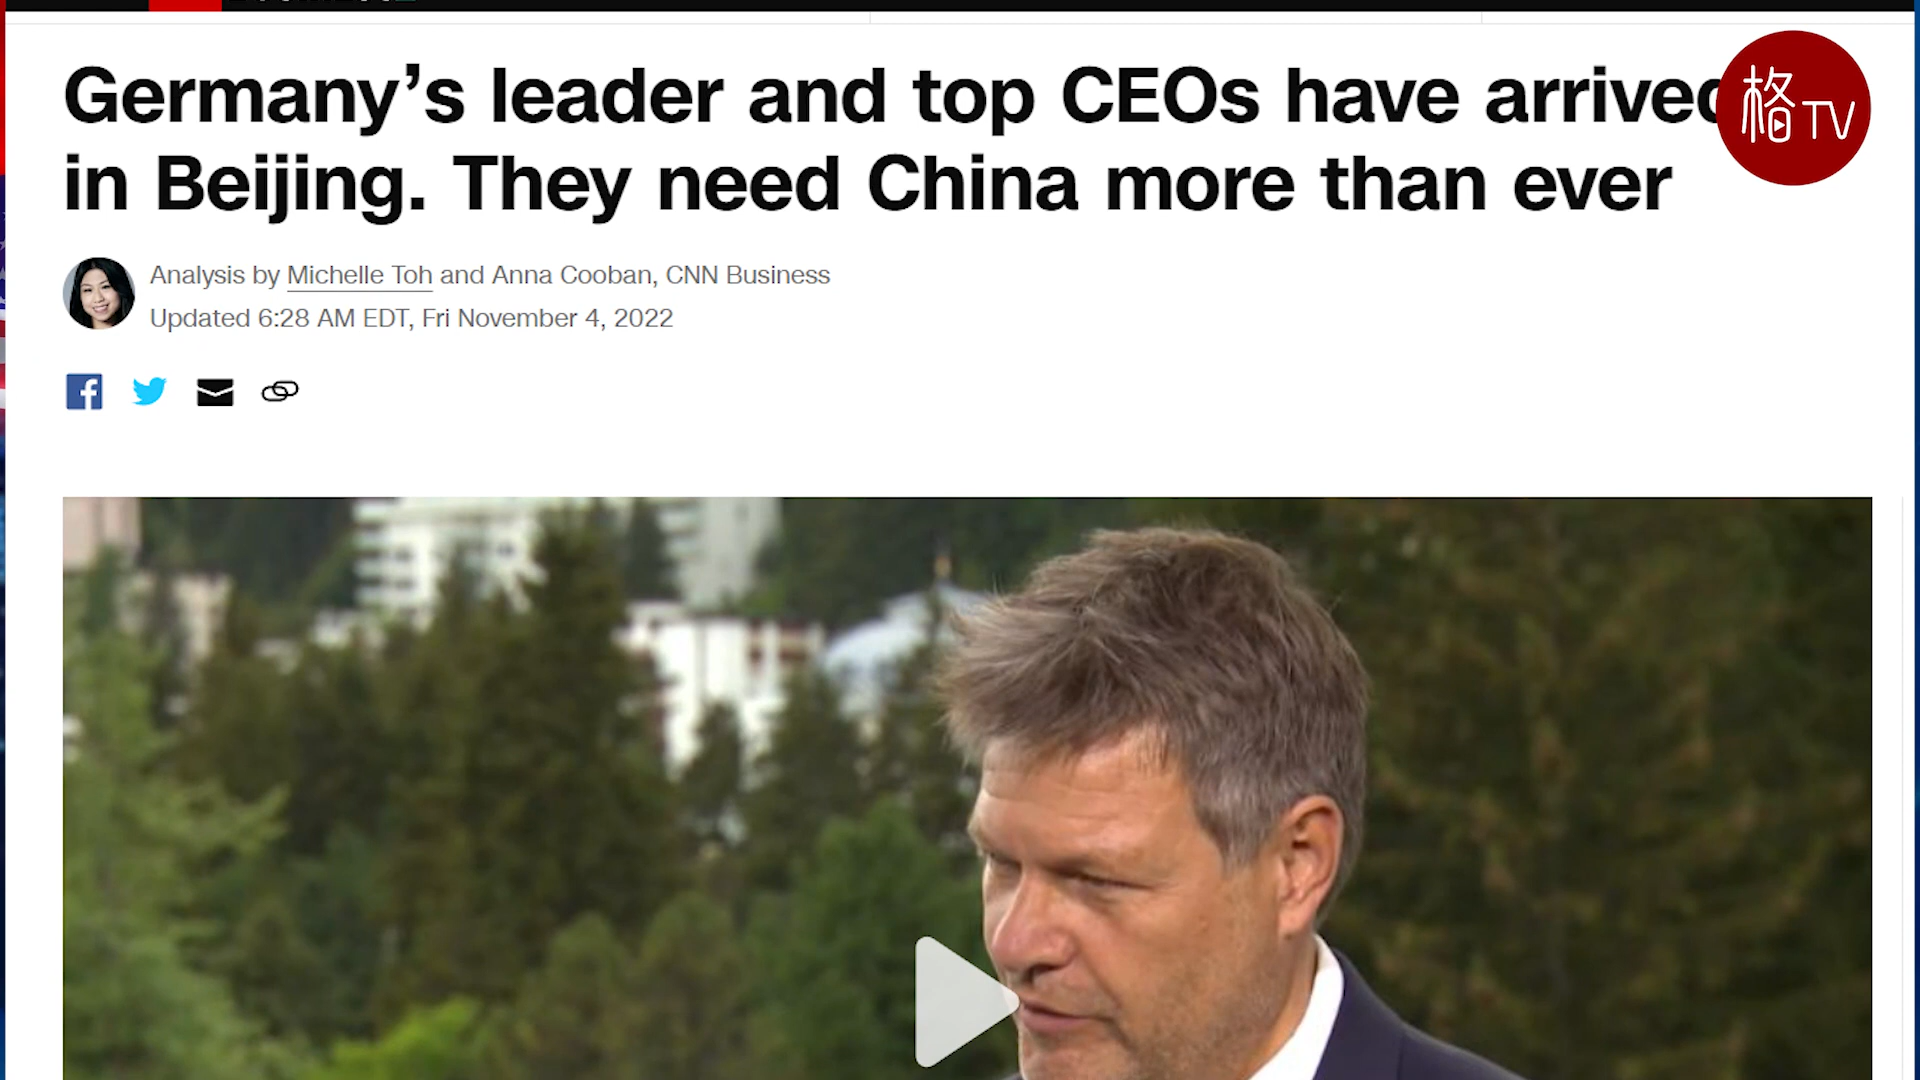 Germany’s leader and top CEOs have arrived
in Beijing. They need China more than ever
格TV
Analysis by Michelle Toh and Anna Cooban, CNN Business
Updated 6:28 AM EDT, Fri November 4, 2022